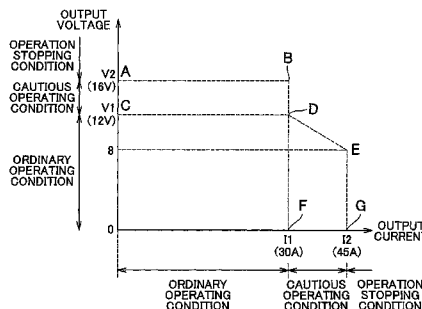 OUTPUT
VOLTAGE
OPERATION
STOPPING
CONDITION
V2
(16V)
A
B
CAUTIOUS
OPERATING
CONDITION
V1
(12V)
C
D
ORDINARY
OPERATING
CONDITION
8
E
F
G
0
OUTPUT
CURRENT
I1
(30A)
I2
(45A)
ORDINARY
OPERATING
CONDITION
CAUTIOUS
OPERATING
CONDITION
OPERATION
STOPPING
CONDITION